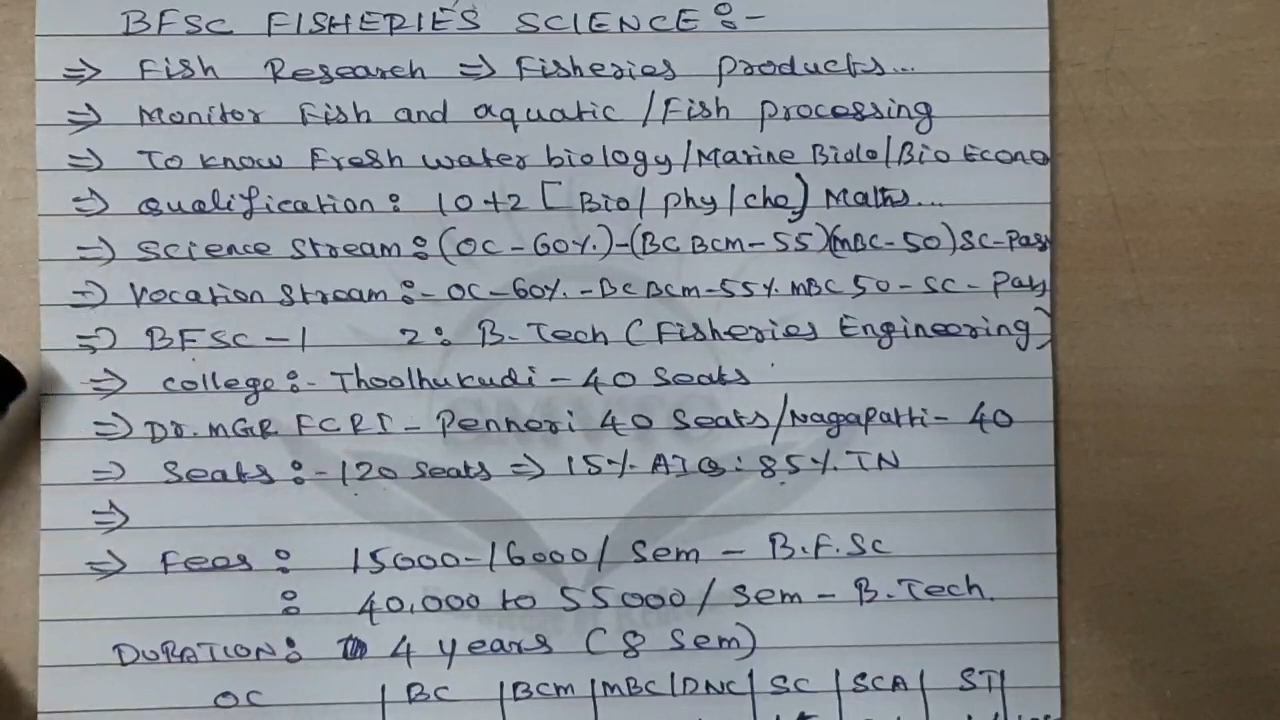 BFSC FISHERIES SCIENCE :-
⇒ Fish Research ⇒ Fisheries products...
⇒ Monitor Fish and aquatic / Fish processing
⇒ To know Fresh water biology/Marine Biolo/Bio Econo
⇒ Qualification : 10+2 [Bio/phy/che] Maths...
⇒ Science Stream : (OC-60%)-(BC BCM-55)(MBC-50) SC-Pass
⇒ Vocation Stream :- OC-60%-BC BCM-55% MBC 50-SC-Pass
⇒ BFSC-1 2: B.Tech (Fisheries Engineering)
⇒ College :- Thoolhukudi - 40 Seats
⇒ Dr. MGR FCRI - Ponneri 40 Seats/Nagapatti- 40
⇒ Seats :- 120 Seats ⇒ 15% AIQ : 85% TN
⇒
⇒ Fees : 15000-16000/Sem - B.F.SC
: 40,000 to 55000/Sem - B.Tech.
DURATION : 4 years (8 Sem)
OC | BC | BCM | MBC/DNC | SC | SCA | ST |